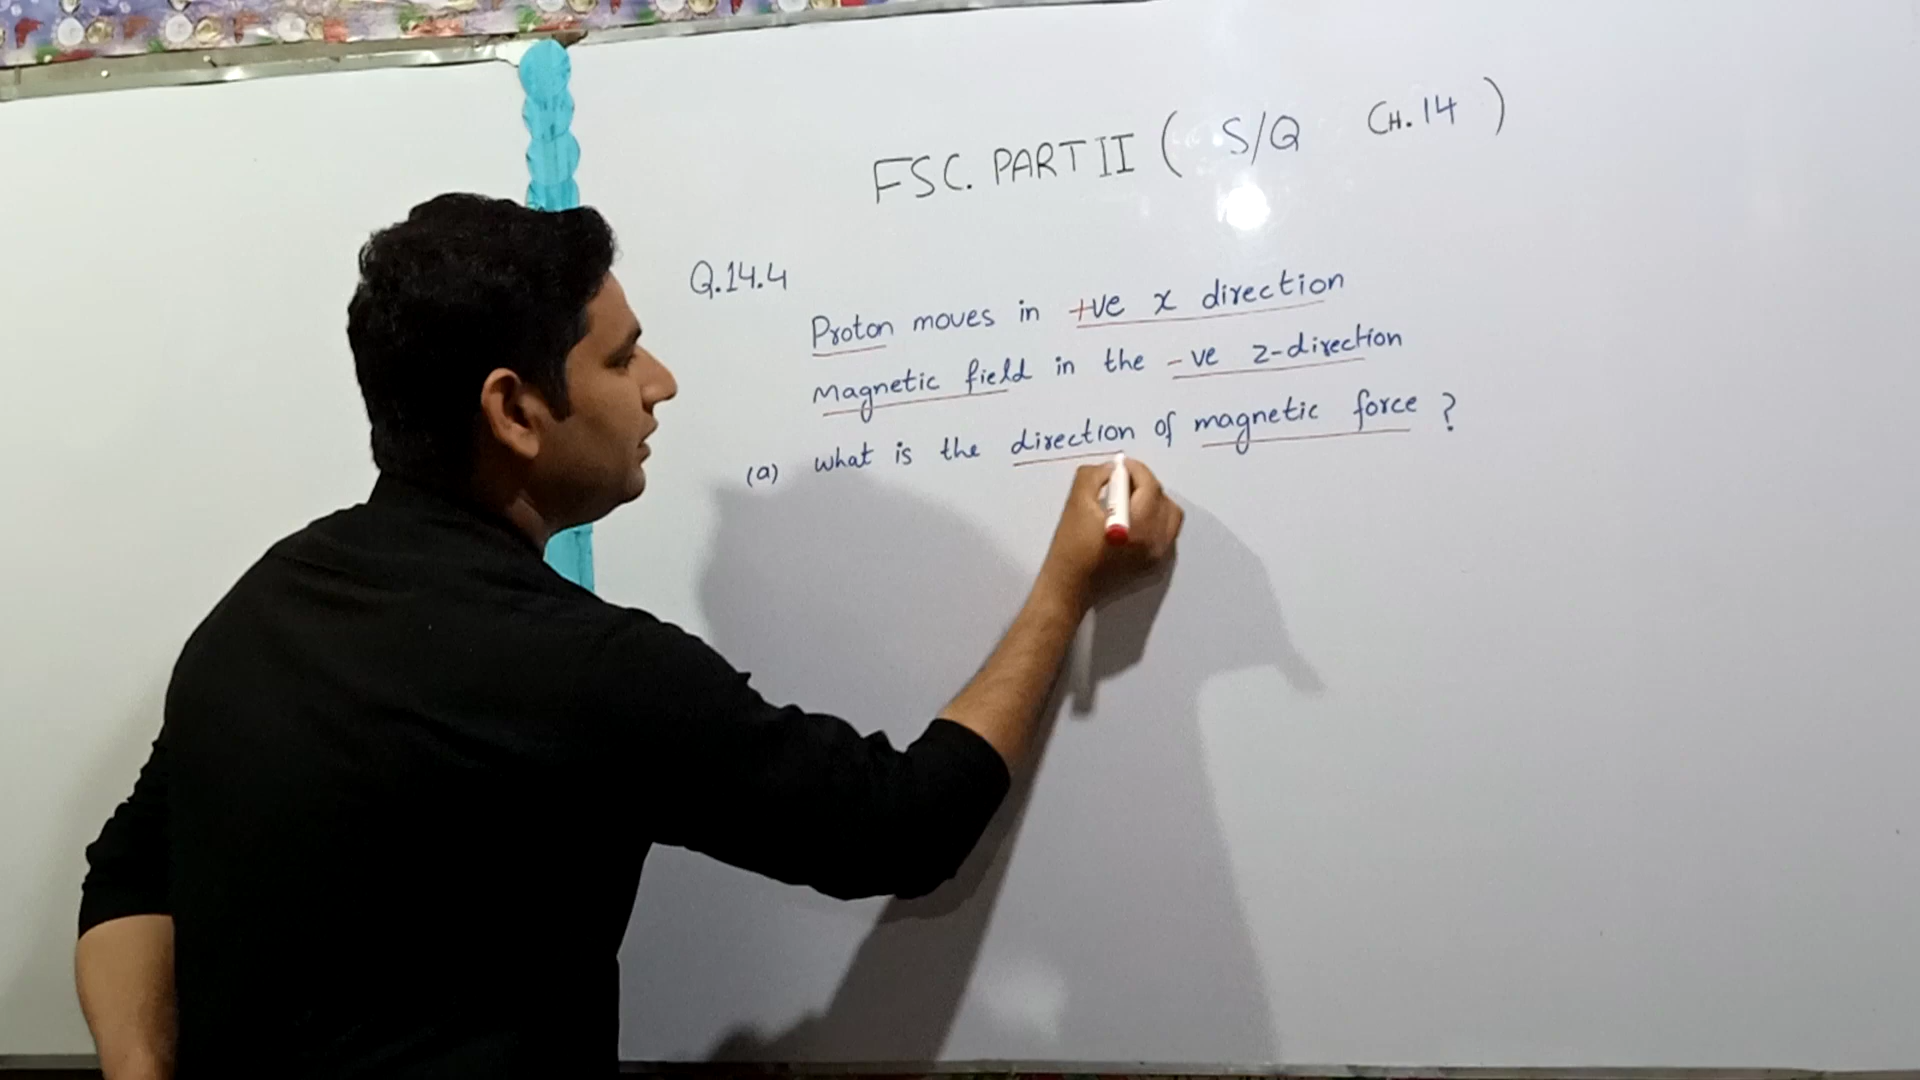 FSC. PART II ( S/Q CH.14 )
Q.14.4
Proton moves in +ve x direction
Magnetic field in the -ve z-direction
(a) what is the direction of magnetic force ?